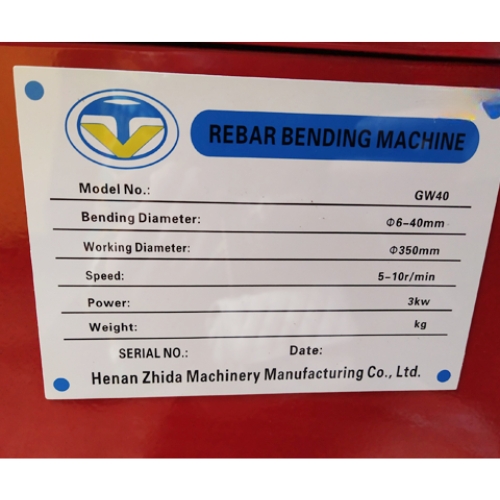 REBAR BENDING MACHINE
Model No.: GW40
Bending Diameter: Φ6-40mm
Working Diameter: Φ350mm
Speed: 5-10r/min
Power: 3kw
Weight: kg
SERIAL NO.: Date:
Henan Zhida Machinery Manufacturing Co., Ltd.